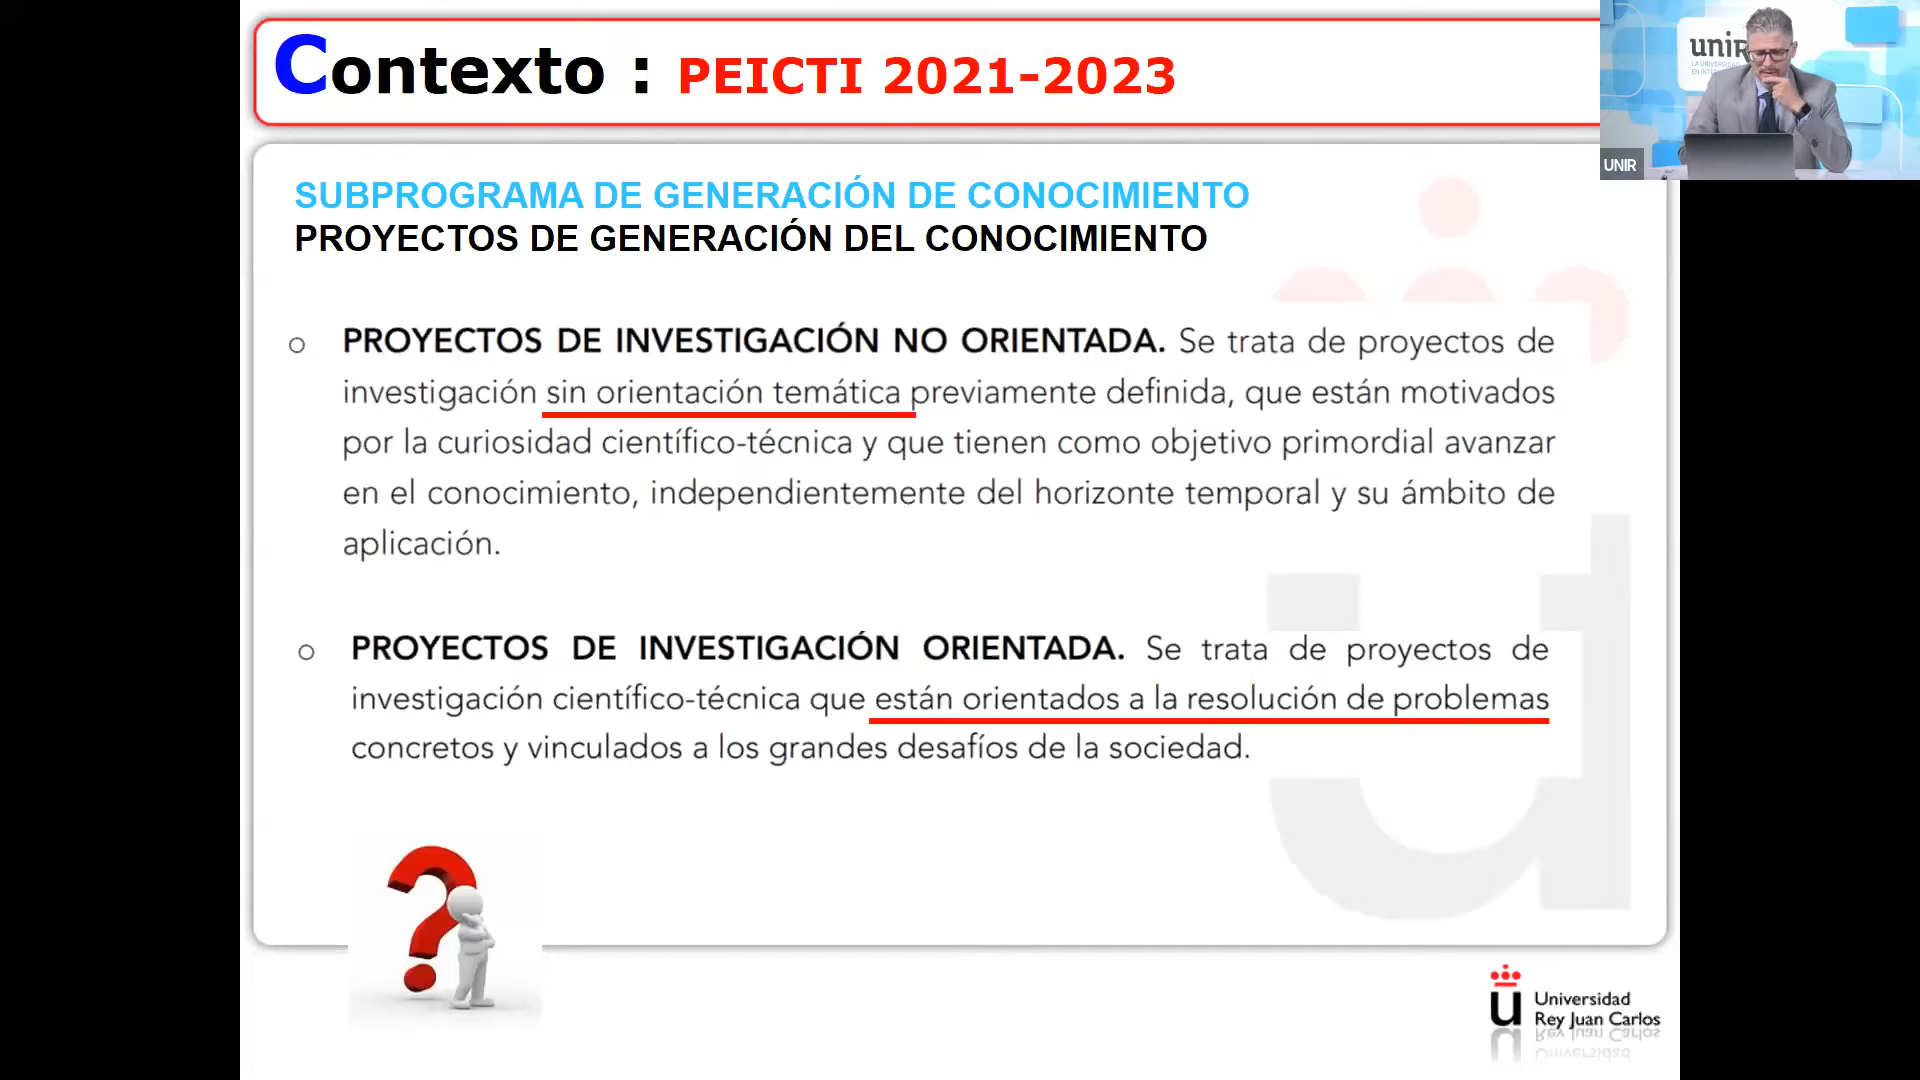 Contexto : PEICTI 2021-2023
SUBPROGRAMA DE GENERACIÓN DE CONOCIMIENTO
PROYECTOS DE GENERACIÓN DEL CONOCIMIENTO
PROYECTOS DE INVESTIGACIÓN NO ORIENTADA. Se trata de proyectos de
investigación sin orientación temática previamente definida, que están motivados
por la curiosidad científico-técnica y que tienen como objetivo primordial avanzar
en el conocimiento, independientemente del horizonte temporal y su ámbito de
aplicación.
PROYECTOS DE INVESTIGACIÓN ORIENTADA. Se trata de proyectos de
investigación científico-técnica que están orientados a la resolución de problemas
concretos y vinculados a los grandes desafíos de la sociedad.
Universidad
Rey Juan Carlos
UNIR